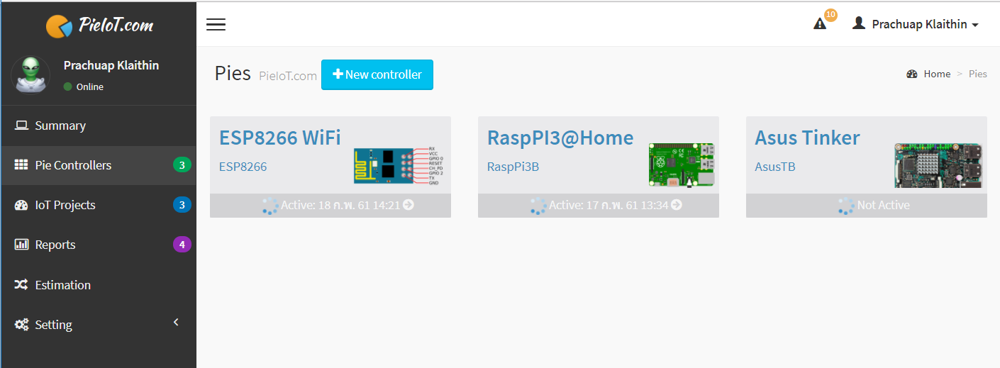 PieIoT.com
Prachuap Klaithin
Online
Summary
Pie Controllers 3
IoT Projects 3
Reports 4
Estimation
Setting
10
Prachuap Klaithin
Pies PieIoT.com New controller
Home > Pies
ESP8266 WiFi
ESP8266
RX
VCC
GPIO 0
RESET
CH_PD
GPIO 2
TX
GND
Active: 18 ก.พ. 61 14:21
RaspPI3@Home
RaspPi3B
Active: 17 ก.พ. 61 13:34
Asus Tinker
AsusTB
Not Active